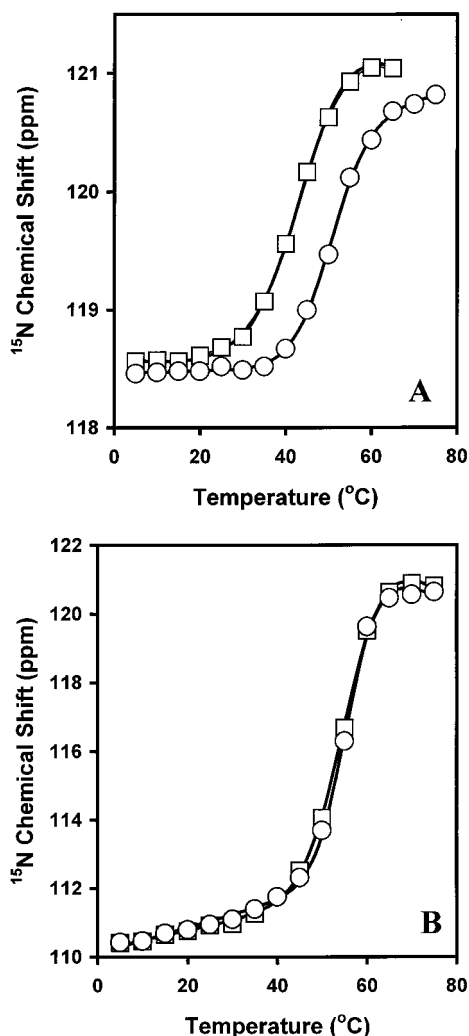 121
120
119
118
¹⁵N Chemical Shift (ppm)
A
0 20 40 60 80
Temperature (°C)
122
120
118
116
114
112
110
¹⁵N Chemical Shift (ppm)
B
0 20 40 60 80
Temperature (°C)